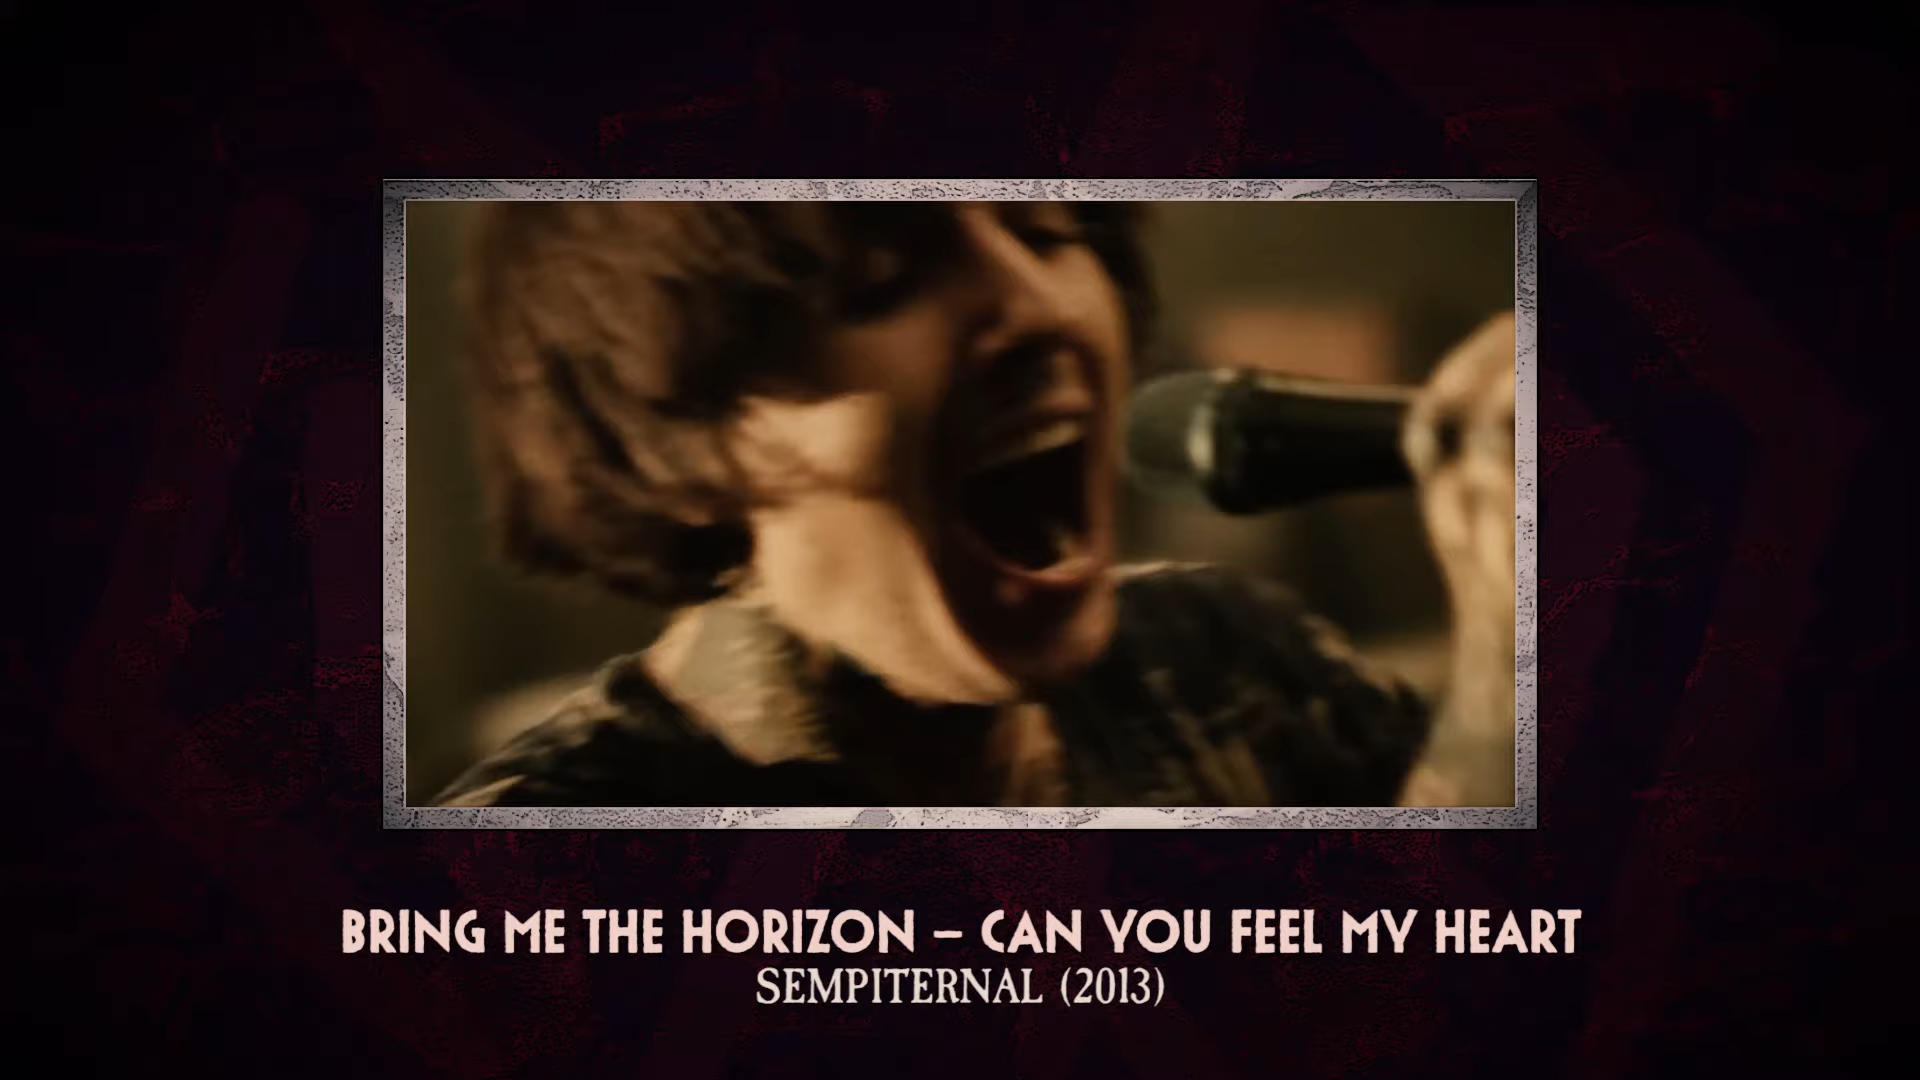 BRING ME THE HORIZON – CAN YOU FEEL MY HEART
SEMPITERNAL (2013)